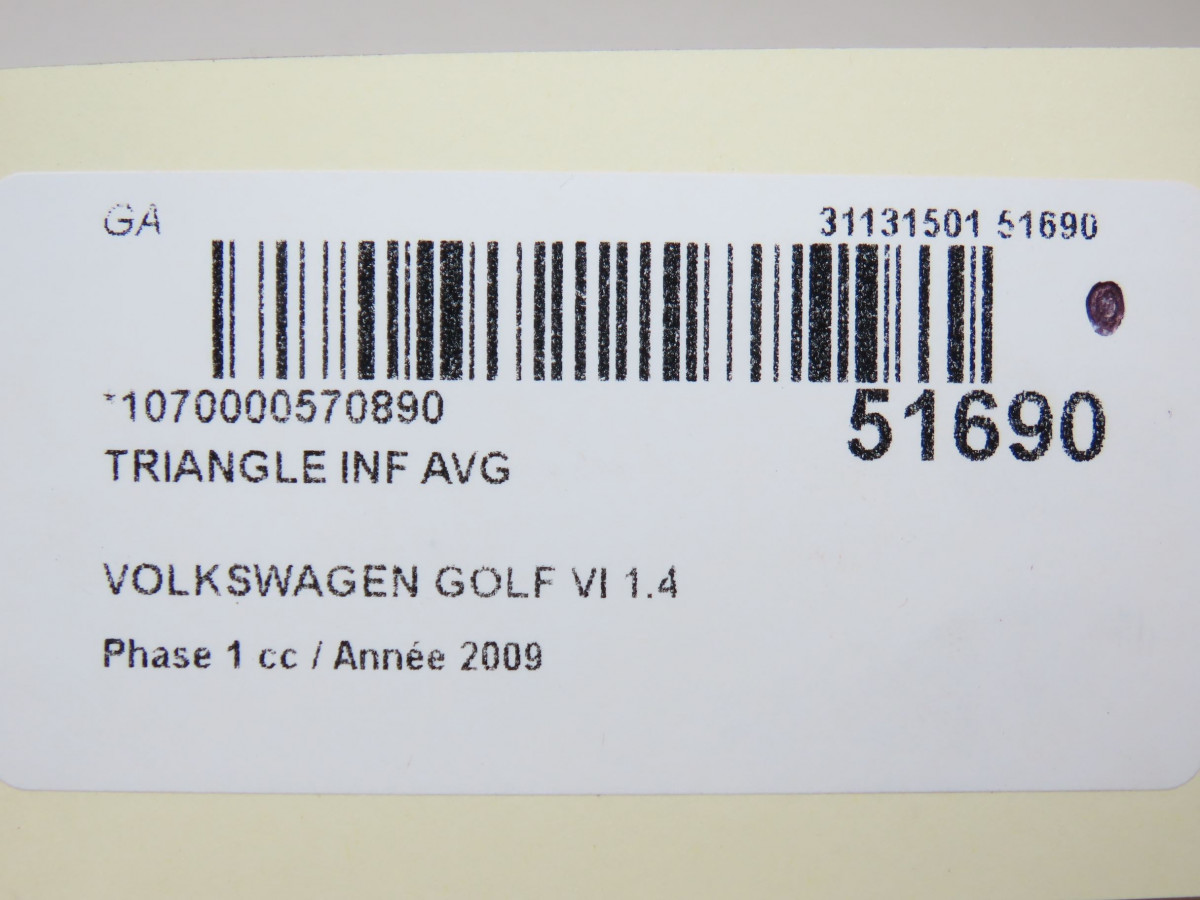 GA 31131501 51690
*1070000570890 51690
TRIANGLE INF AVG
VOLKSWAGEN GOLF VI 1.4
Phase 1 cc / Année 2009